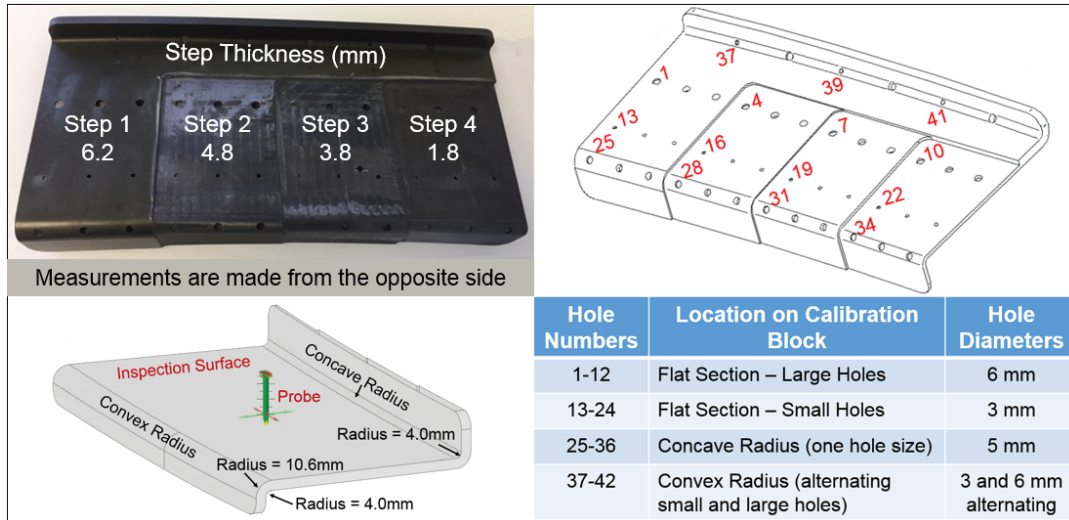 Step Thickness (mm)
Step 1
6.2
Step 2
4.8
Step 3
3.8
Step 4
1.8
Measurements are made from the opposite side
37
39
41
1
4
7
10
13
16
19
22
25
28
31
34
Inspection Surface
Probe
Concave Radius
Convex Radius
Radius = 4.0mm
Radius = 10.6mm
Radius = 4.0mm
Hole Numbers
Location on Calibration Block
Hole Diameters
1-12
Flat Section – Large Holes
6 mm
13-24
Flat Section – Small Holes
3 mm
25-36
Concave Radius (one hole size)
5 mm
37-42
Convex Radius (alternating small and large holes)
3 and 6 mm alternating